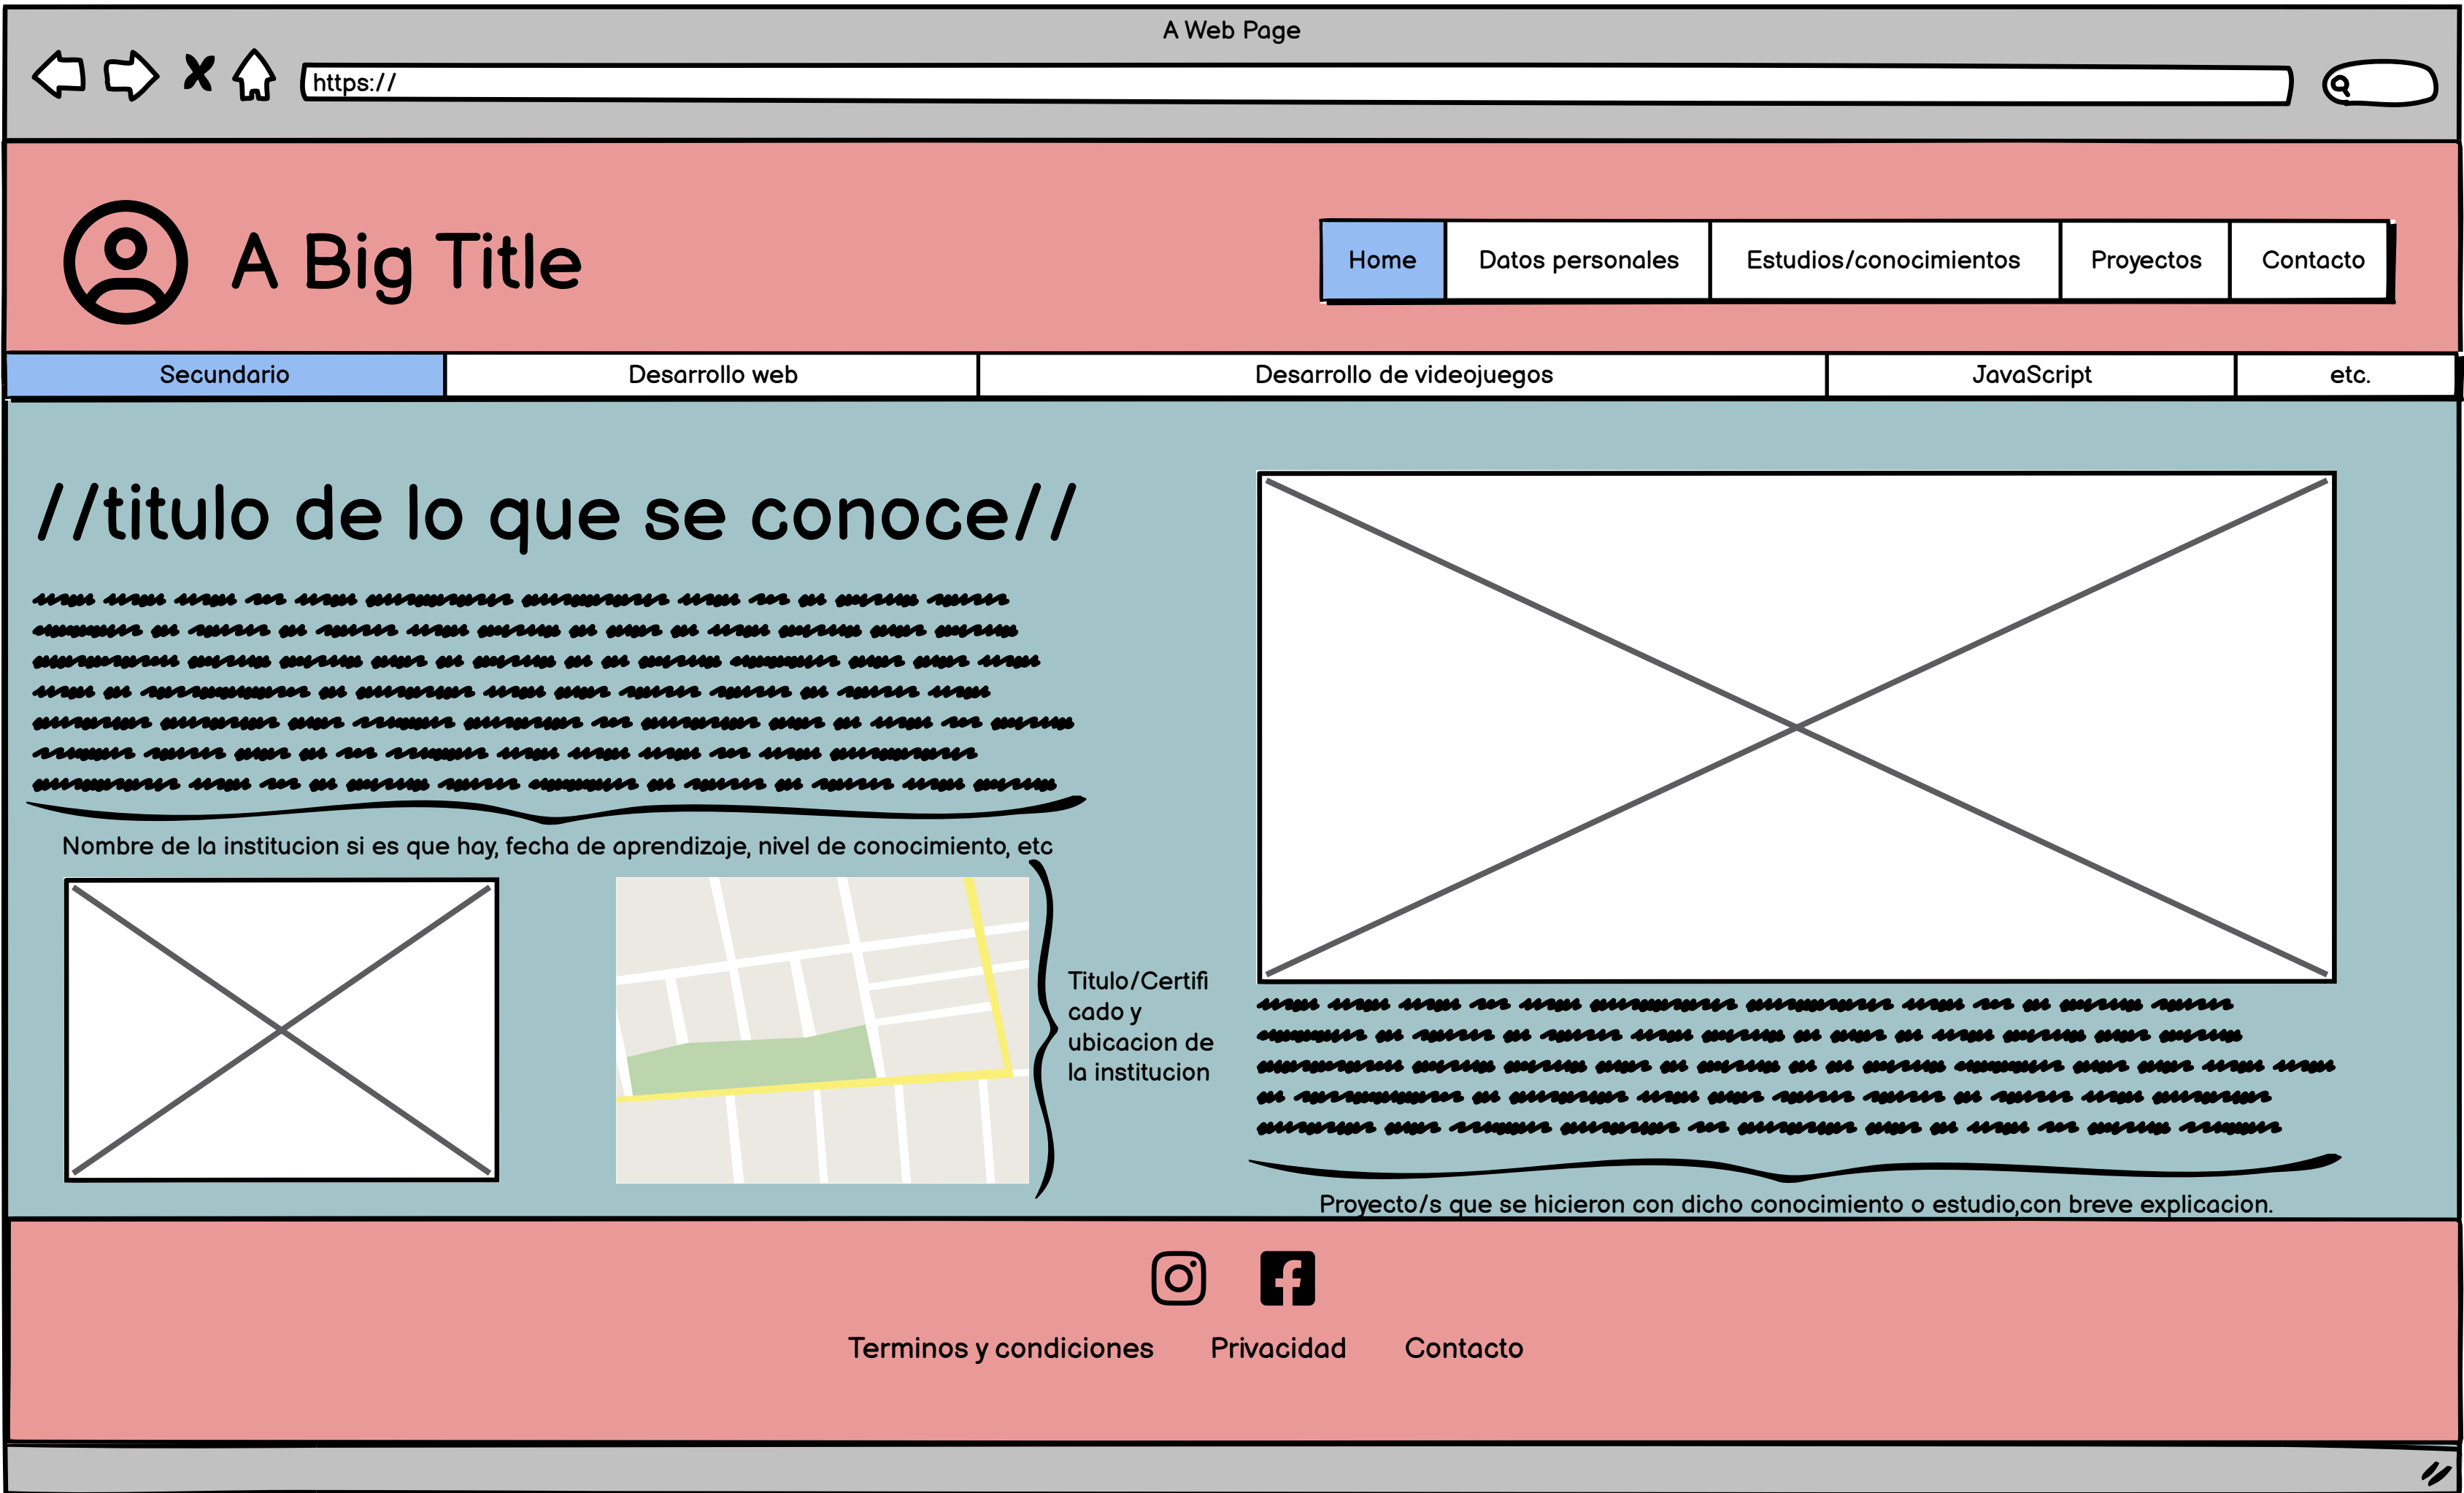 A Web Page
https://
A Big Title
Home Datos personales Estudios/conocimientos Proyectos Contacto
Secundario Desarrollo web Desarrollo de videojuegos JavaScript etc.
//titulo de lo que se conoce//
Nombre de la institucion si es que hay, fecha de aprendizaje, nivel de conocimiento, etc
Titulo/Certifi
cado y
ubicacion de
la institucion
Proyecto/s que se hicieron con dicho conocimiento o estudio,con breve explicacion.
Terminos y condiciones Privacidad Contacto